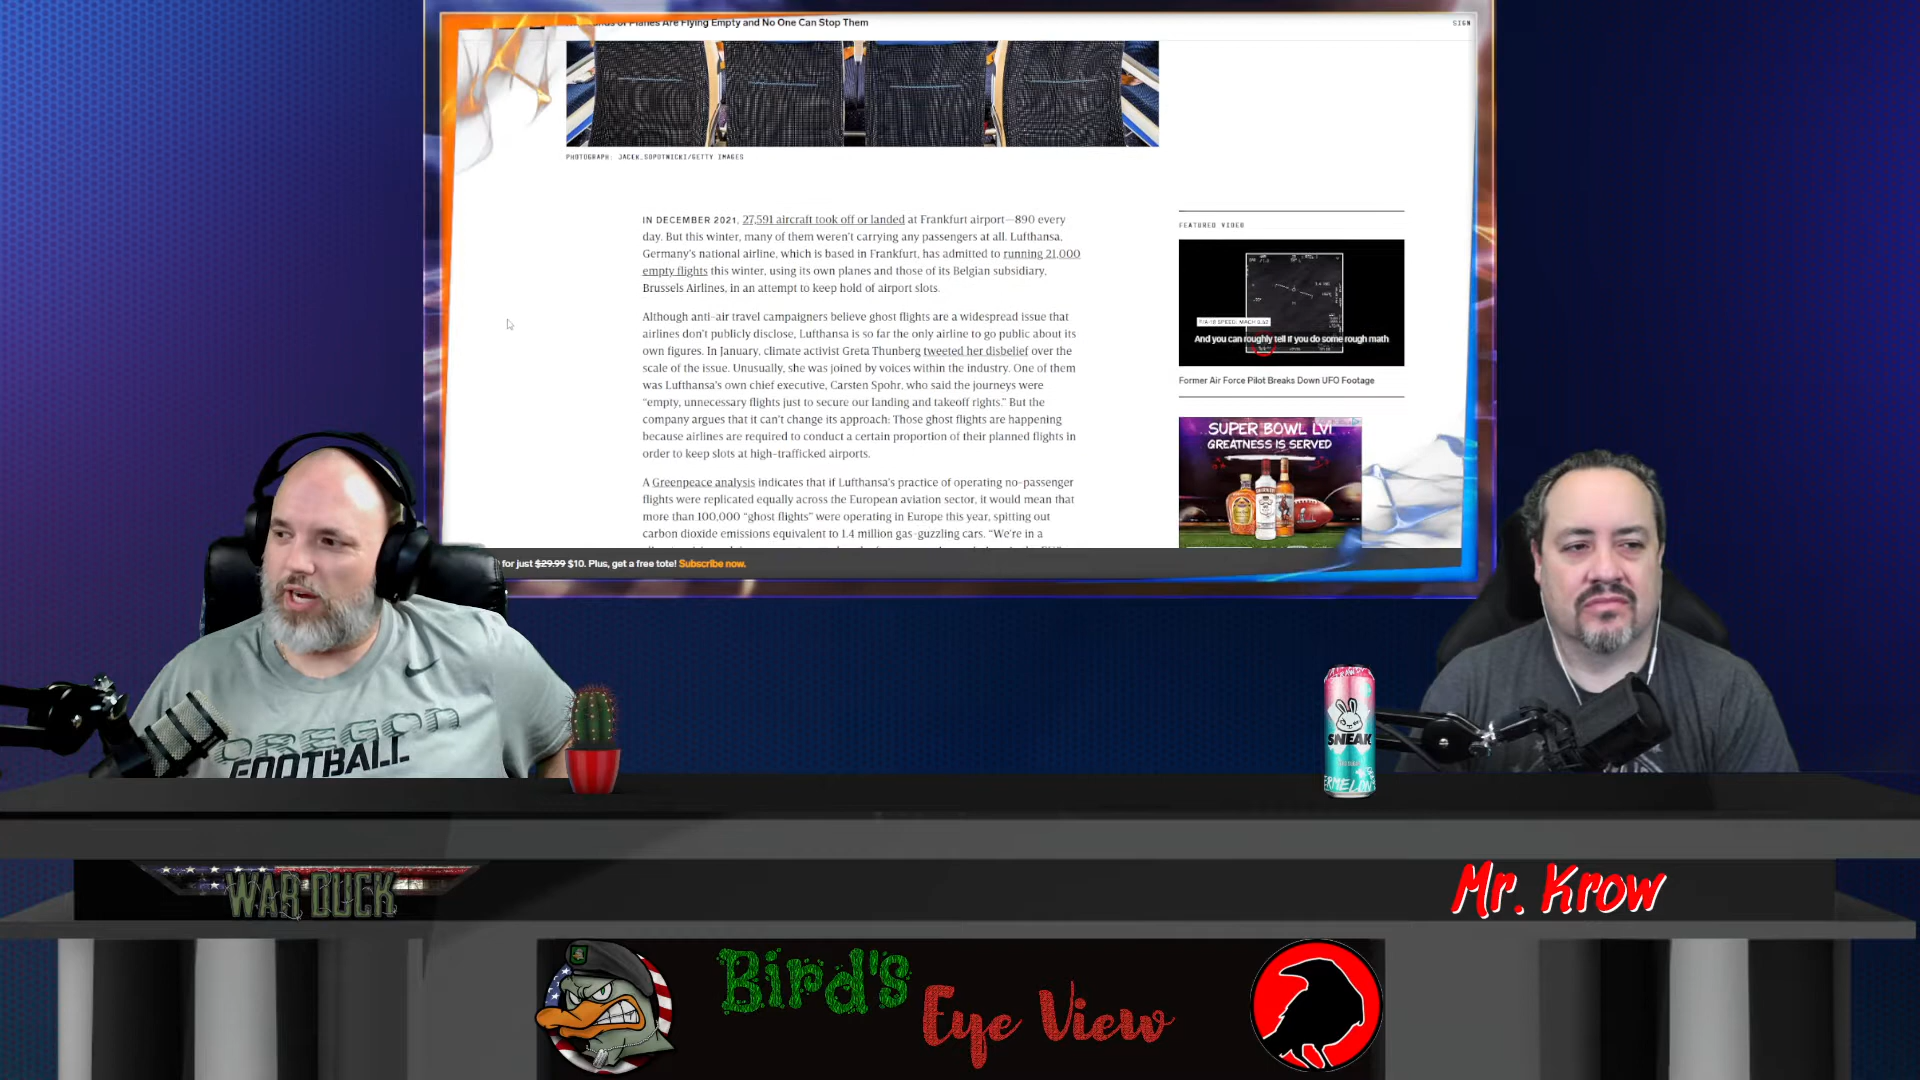 of Planes Are Flying Empty and No One Can Stop Them
SIGN
PHOTOGRAPH: JACEK_SOPOTNICKI/GETTY IMAGES
IN DECEMBER 2021, 27,591 aircraft took off or landed at Frankfurt airport—890 every
day. But this winter, many of them weren't carrying any passengers at all. Lufthansa,
Germany's national airline, which is based in Frankfurt, has admitted to running 21,000
empty flights this winter, using its own planes and those of its Belgian subsidiary,
Brussels Airlines, in an attempt to keep hold of airport slots.
Although anti-air travel campaigners believe ghost flights are a widespread issue that
airlines don't publicly disclose, Lufthansa is so far the only airline to go public about its
own figures. In January, climate activist Greta Thunberg tweeted her disbelief over the
scale of the issue. Unusually, she was joined by voices within the industry. One of them
was Lufthansa's own chief executive, Carsten Spohr, who said the journeys were
“empty, unnecessary flights just to secure our landing and takeoff rights.” But the
company argues that it can't change its approach: Those ghost flights are happening
because airlines are required to conduct a certain proportion of their planned flights in
order to keep slots at high-trafficked airports.
A Greenpeace analysis indicates that if Lufthansa's practice of operating no-passenger
flights were replicated equally across the European aviation sector, it would mean that
more than 100,000 “ghost flights” were operating in Europe this year, spitting out
carbon dioxide emissions equivalent to 1.4 million gas-guzzling cars. “We're in a
FEATURED VIDEO
And you can roughly tell if you do some rough math
Former Air Force Pilot Breaks Down UFO Footage
SUPER BOWL LVI
GREATNESS IS SERVED
for just $29.99 $10. Plus, get a free tote! Subscribe now.
OREGON
FOOTBALL
SNEAK
WAR DUCK
Mr. Krow
Bird's
Eye View